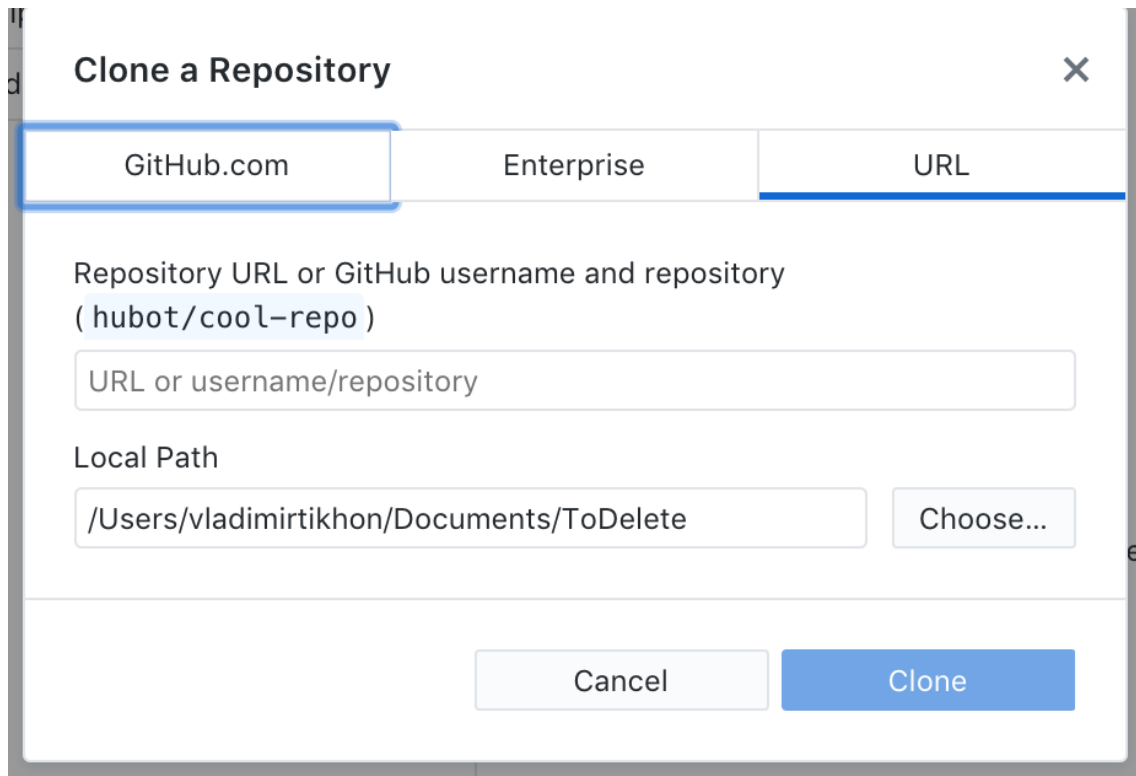 Clone a Repository
GitHub.com
Enterprise
URL
Repository URL or GitHub username and repository
(hubot/cool-repo)
URL or username/repository
Local Path
/Users/vladimirtikhon/Documents/ToDelete
Choose...
Cancel
Clone